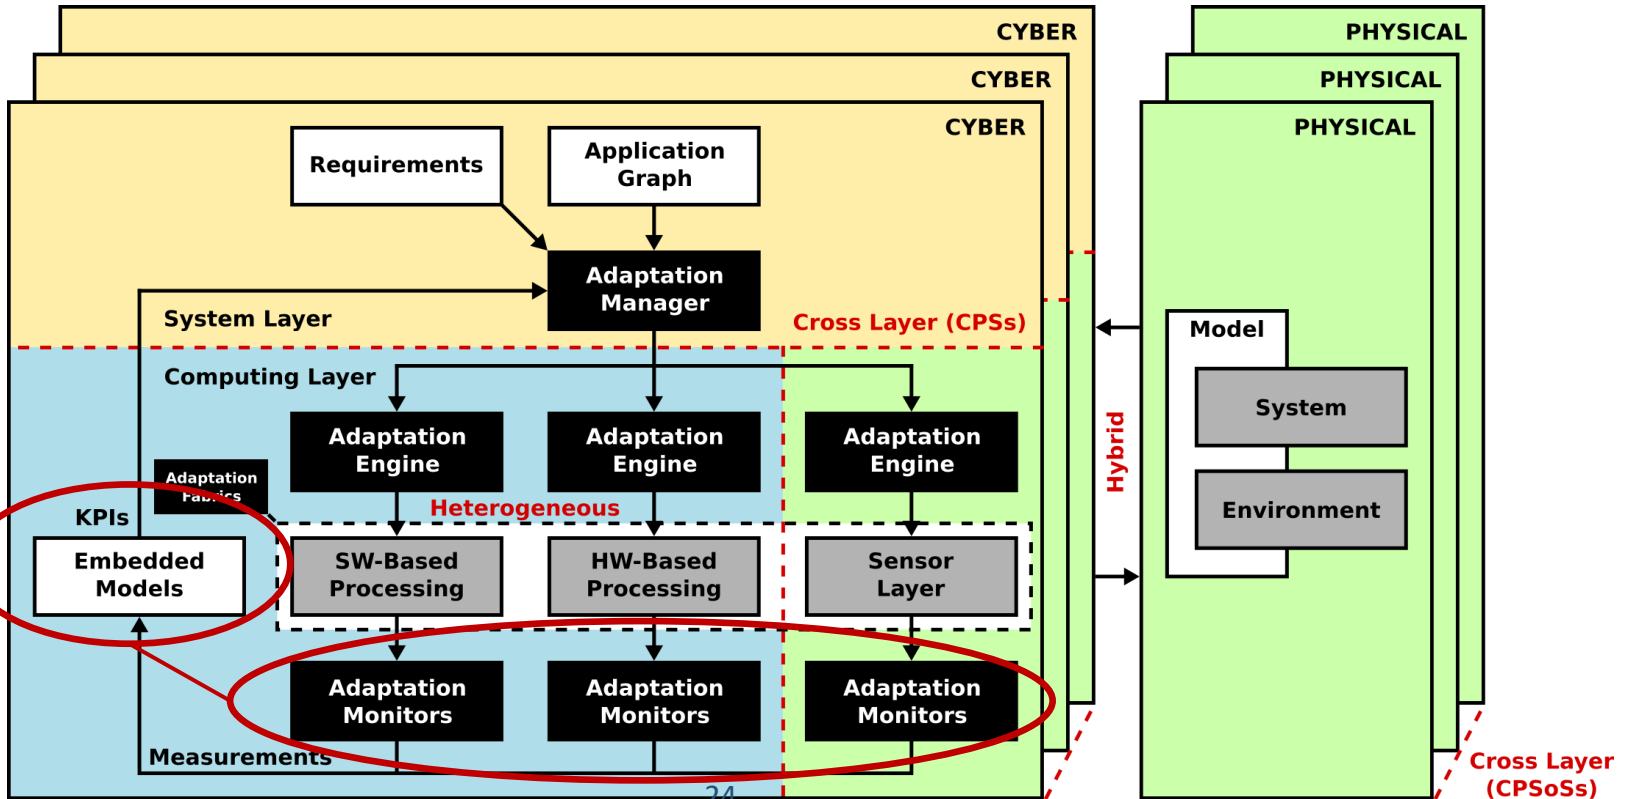 CYBER
PHYSICAL
CYBER
PHYSICAL
CYBER
PHYSICAL
Requirements
Application
Graph
Adaptation
Manager
System Layer
Cross Layer (CPSs)
Model
Computing Layer
System
Adaptation
Engine
Adaptation
Engine
Adaptation
Engine
Hybrid
Adaptation
Fabrics
Heterogeneous
KPIs
Environment
Embedded
Models
SW-Based
Processing
HW-Based
Processing
Sensor
Layer
Adaptation
Monitors
Adaptation
Monitors
Adaptation
Monitors
Measurements
Cross Layer
(CPSoSs)
24